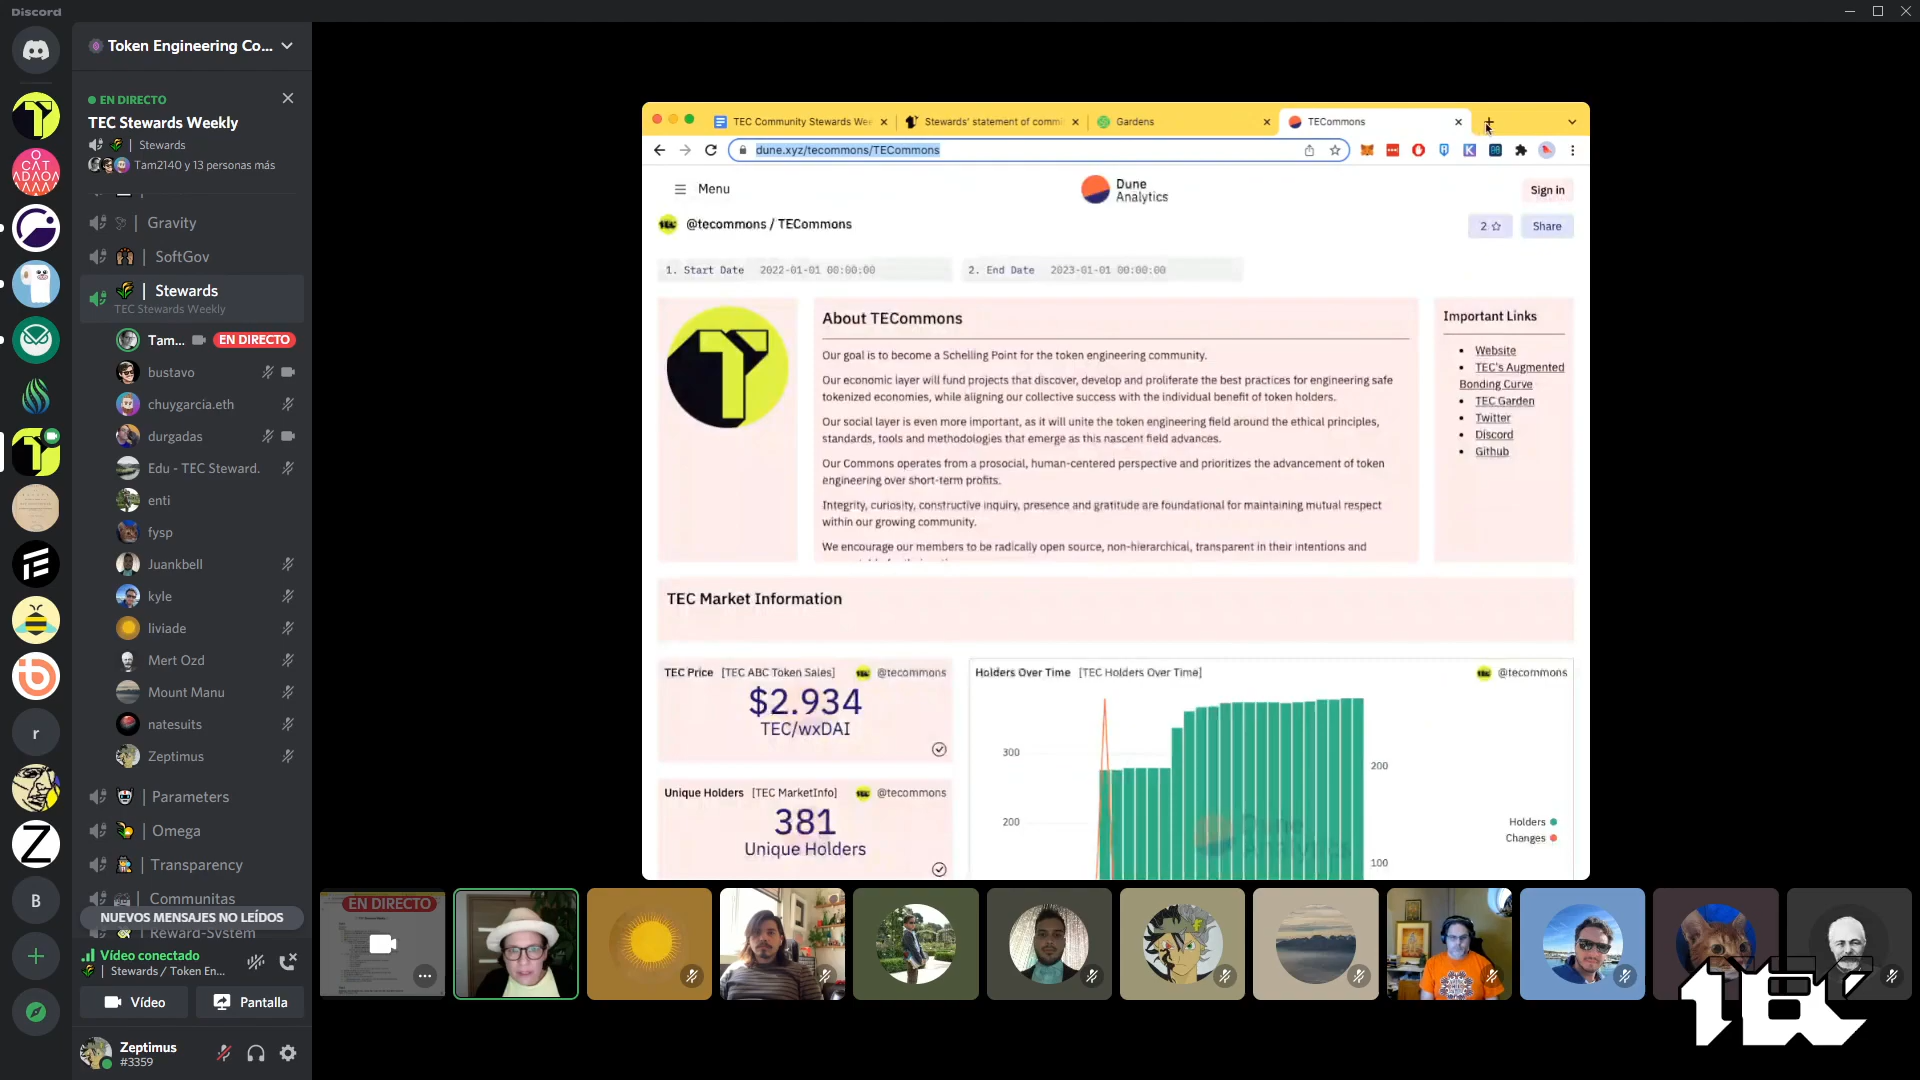 Discord
Token Engineering Co...
EN DIRECTO
TEC Stewards Weekly
| Stewards
Tam2140 y 13 personas más
| Gravity
| SoftGov
| Stewards
TEC Stewards Weekly
Tam... EN DIRECTO
bustavo
chuygarcia.eth
durgadas
Edu - TEC Steward.
enti
fysp
Juankbell
kyle
liviade
Mert Ozd
Mount Manu
natesuits
Zeptimus
| Parameters
| Omega
| Transparency
| Communitas
NUEVOS MENSAJES NO LEÍDOS
| Reward-System
Vídeo conectado
| Stewards / Token En...
Vídeo
Pantalla
Zeptimus
#3359
r
Z
B
TEC Community Stewards Wee
Stewards' statement of commi
Gardens
TECommons
dune.xyz/tecommons/TECommons
Menu
Dune
Analytics
Sign in
@tecommons / TECommons
2
Share
1. Start Date 2022-01-01 00:00:00
2. End Date 2023-01-01 00:00:00
About TECommons
Our goal is to become a Schelling Point for the token engineering community.
Our economic layer will fund projects that discover, develop and proliferate the best practices for engineering safe
tokenized economies, while aligning our collective success with the individual benefit of token holders.
Our social layer is even more important, as it will unite the token engineering field around the ethical principles,
standards, tools and methodologies that emerge as this nascent field advances.
Our Commons operates from a prosocial, human-centered perspective and prioritizes the advancement of token
engineering over short-term profits.
Integrity, curiosity, constructive inquiry, presence and gratitude are foundational for maintaining mutual respect
within our growing community.
We encourage our members to be radically open source, non-hierarchical, transparent in their intentions and
Important Links
Website
TEC's Augmented
Bonding Curve
TEC Garden
Twitter
Discord
Github
TEC Market Information
TEC Price [TEC ABC Token Sales] @tecommons
$2.934
TEC/wxDAI
Unique Holders [TEC MarketInfo] @tecommons
381
Unique Holders
Holders Over Time [TEC Holders Over Time] @tecommons
300
200
200
100
Holders
Changes
Dune
Analytics
EN DIRECTO
TEC